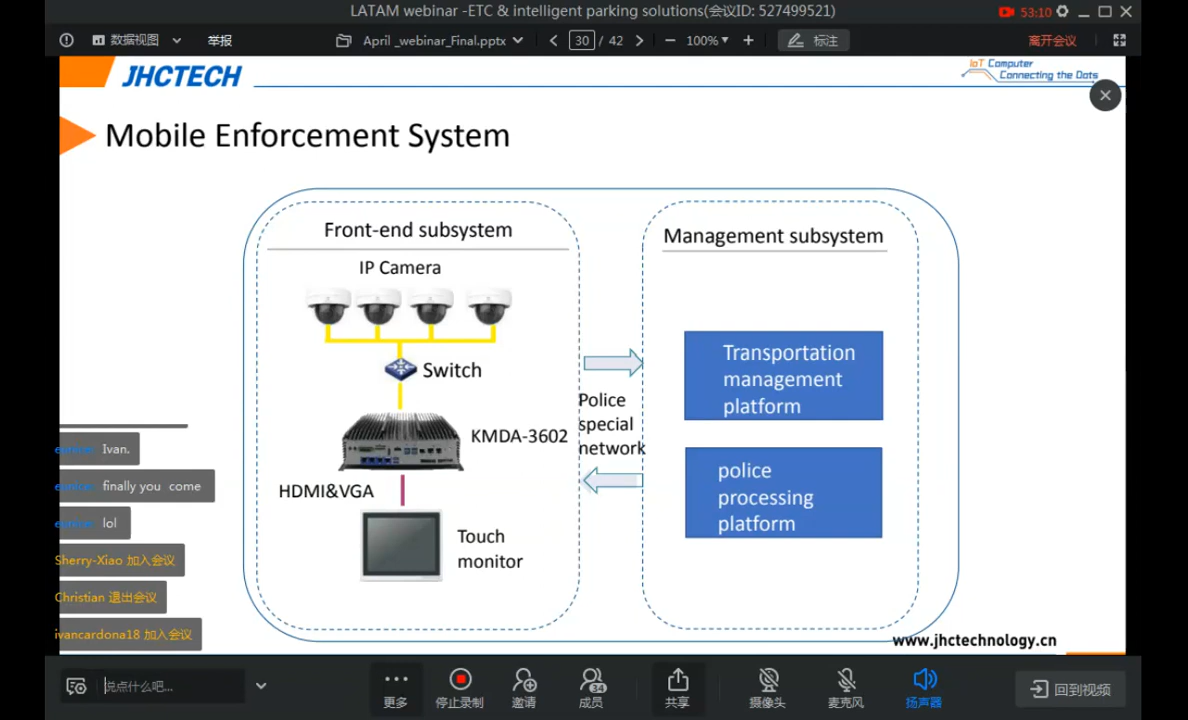 LATAM webinar -ETC & intelligent parking solutions(会议ID: 527499521)
53:10
数据视图
举报
April _webinar_Final.pptx
30 / 42
100%
标注
离开会议
JHCTECH
IoT Computer
Connecting the Dots
Mobile Enforcement System
Front-end subsystem
IP Camera
Switch
KMDA-3602
HDMI&VGA
Touch
monitor
Police
special
network
Management subsystem
Transportation
management
platform
police
processing
platform
Ivan.
finally you come
lol
Sherry-Xiao 加入会议
Christian 退出会议
ivancardona18 加入会议
www.jhctechnology.cn
说点什么吧...
更多
停止录制
邀请
34
成员
共享
摄像头
麦克风
扬声器
回到视频